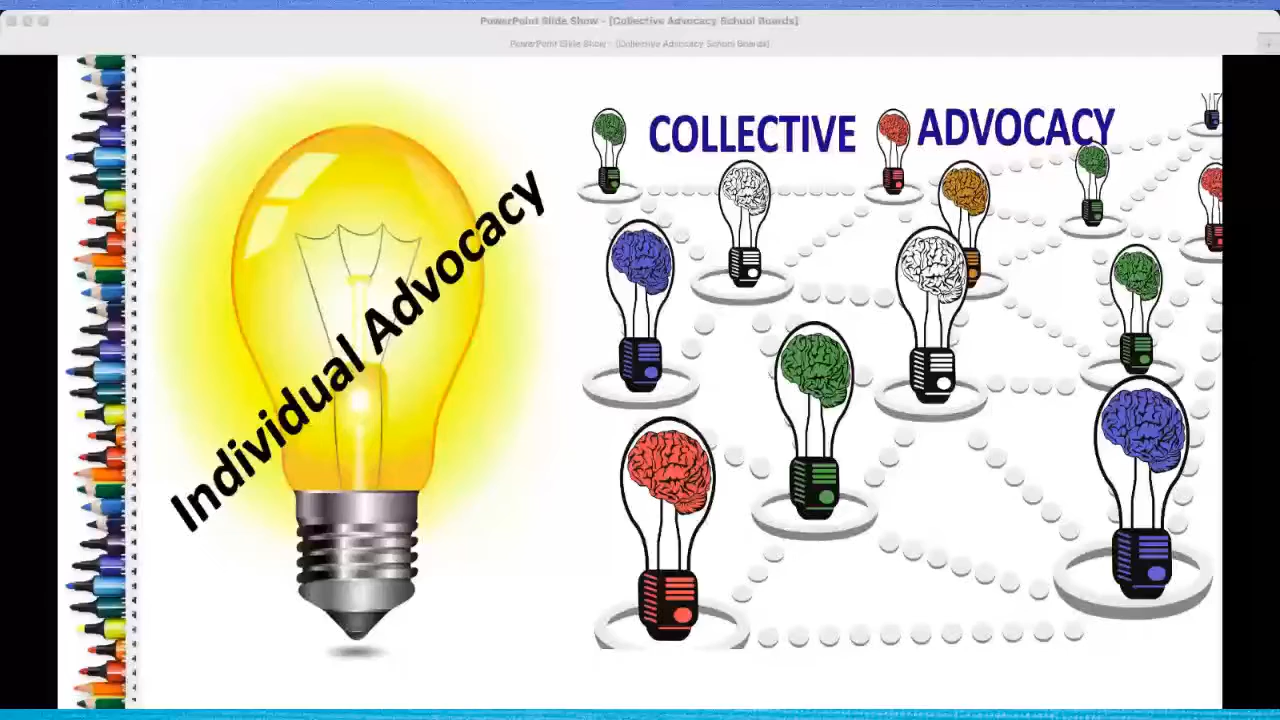 PowerPoint Slide Show - [Collective Advocacy School Boards]
PowerPoint Slide Show - [Collective Advocacy School Boards]
Individual Advocacy
COLLECTIVE ADVOCACY